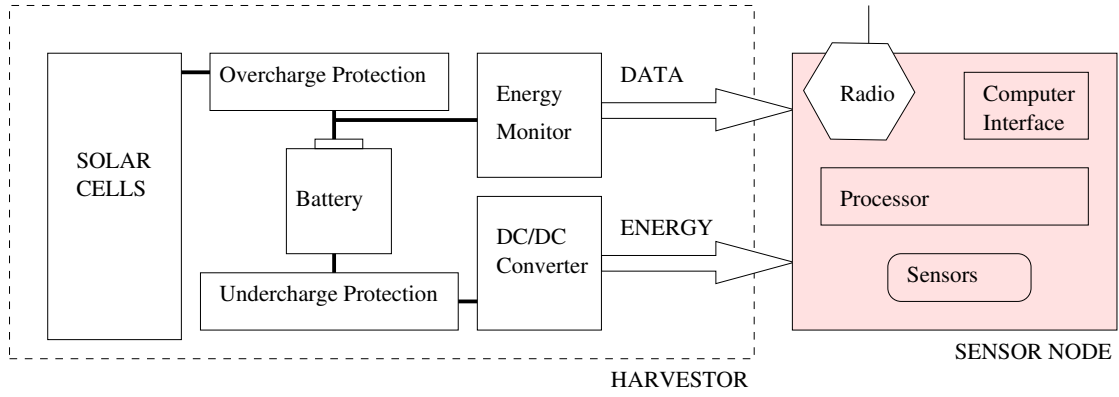 SOLAR
CELLS
Overcharge Protection
Battery
Undercharge Protection
Energy
Monitor
DC/DC
Converter
DATA
ENERGY
HARVESTOR
Radio
Computer
Interface
Processor
Sensors
SENSOR NODE